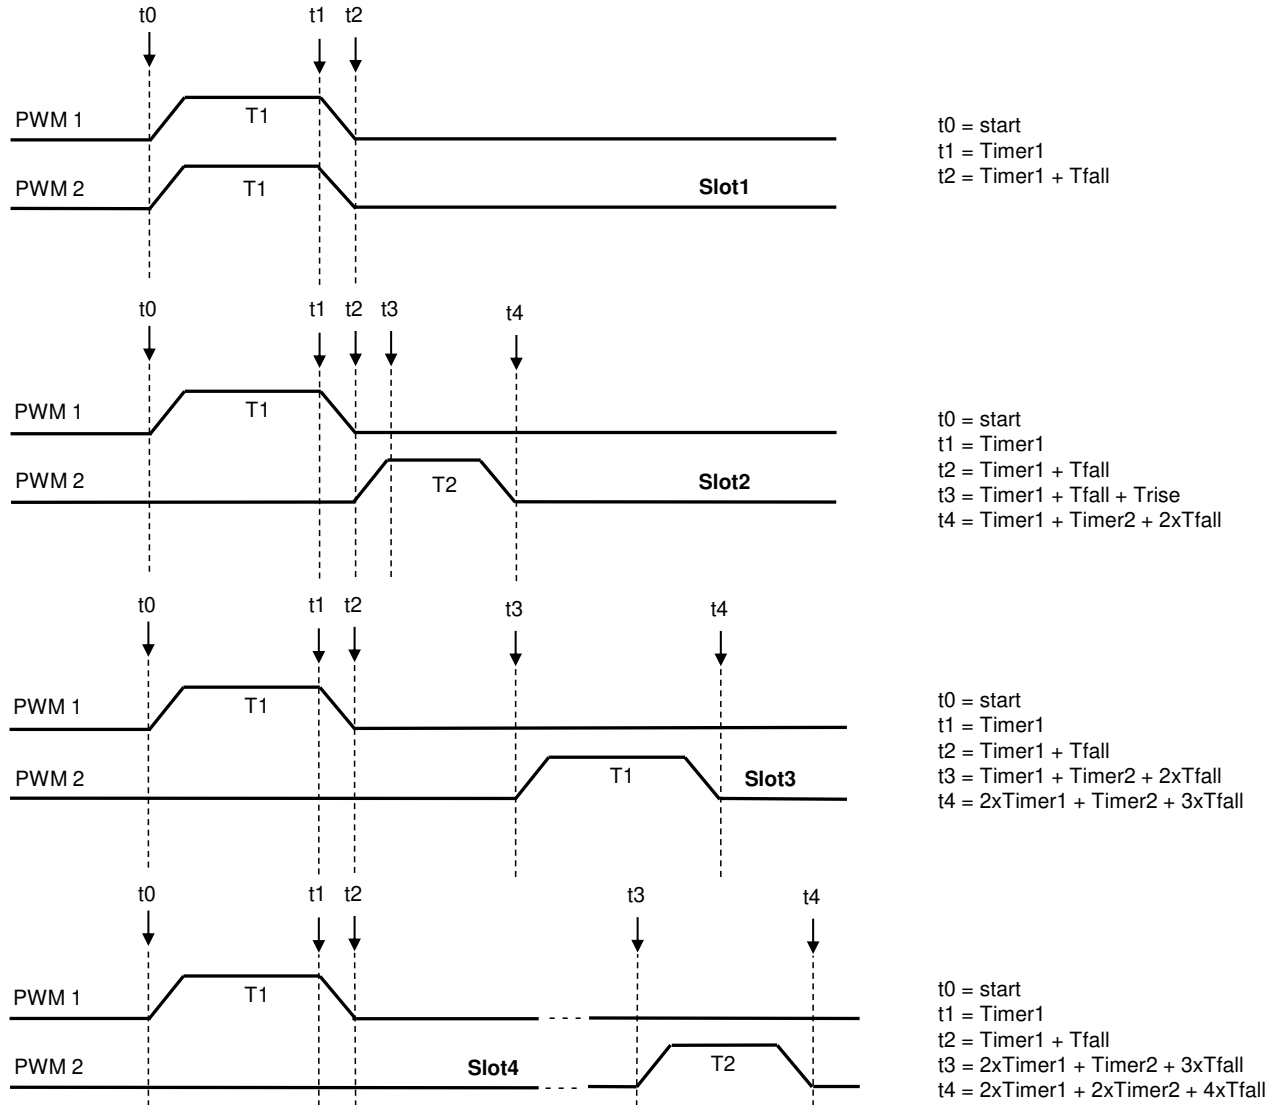 t0 t1 t2
PWM 1 T1
t0 = start
t1 = Timer1
t2 = Timer1 + Tfall
PWM 2 T1 Slot1
t0 t1 t2 t3 t4
PWM 1 T1
PWM 2 T2 Slot2
t0 = start
t1 = Timer1
t2 = Timer1 + Tfall
t3 = Timer1 + Tfall + Trise
t4 = Timer1 + Timer2 + 2xTfall
t0 t1 t2 t3 t4
PWM 1 T1
PWM 2 T1 Slot3
t0 = start
t1 = Timer1
t2 = Timer1 + Tfall
t3 = Timer1 + Timer2 + 2xTfall
t4 = 2xTimer1 + Timer2 + 3xTfall
t0 t1 t2 t3 t4
PWM 1 T1
PWM 2 Slot4 T2
t0 = start
t1 = Timer1
t2 = Timer1 + Tfall
t3 = 2xTimer1 + Timer2 + 3xTfall
t4 = 2xTimer1 + 2xTimer2 + 4xTfall